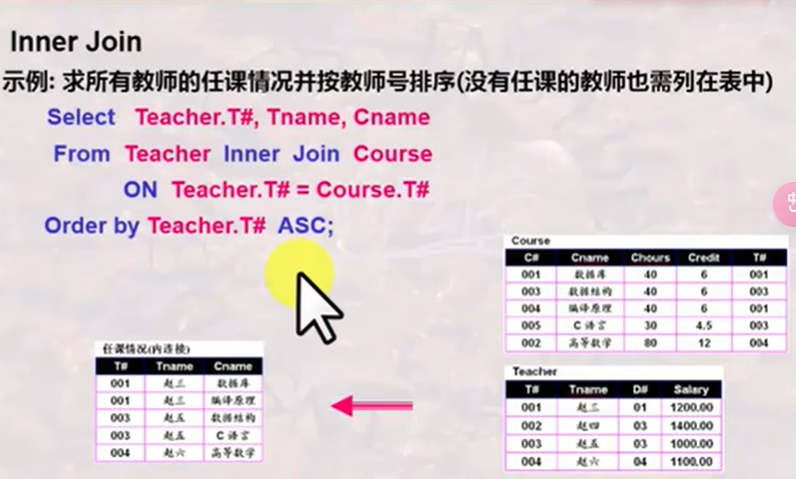 Inner Join
示例: 求所有教师的任课情况并按教师号排序(没有任课的教师也需列在表中)
Select Teacher.T#, Tname, Cname
From Teacher Inner Join Course
ON Teacher.T# = Course.T#
Order by Teacher.T# ASC;
Course
C# Cname Chours Credit T#
001 数据库 40 6 001
003 数据结构 40 6 003
004 编译原理 40 6 001
005 C 语言 30 4.5 003
002 高等数学 80 12 004
任课情况(内连接)
T# Tname Cname
001 赵三 数据库
001 赵三 编译原理
003 赵五 数据结构
003 赵五 C 语言
004 赵六 高等数学
Teacher
T# Tname D# Salary
001 赵三 01 1200.00
002 赵四 03 1400.00
003 赵五 03 1000.00
004 赵六 04 1100.00